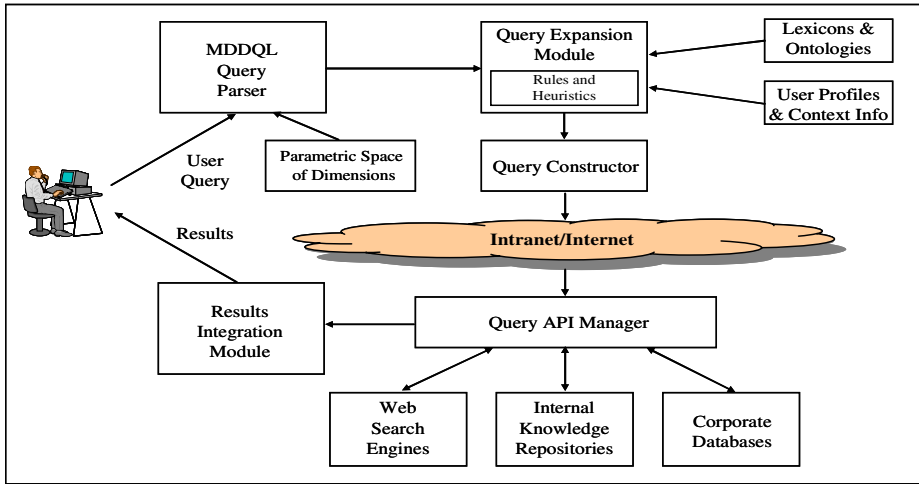 MDDQL
Query
Parser
Query Expansion
Module
Rules and
Heuristics
Lexicons &
Ontologies
User Profiles
& Context Info
User
Query
Parametric Space
of Dimensions
Query Constructor
Results
Intranet/Internet
Results
Integration
Module
Query API Manager
Web
Search
Engines
Internal
Knowledge
Repositories
Corporate
Databases